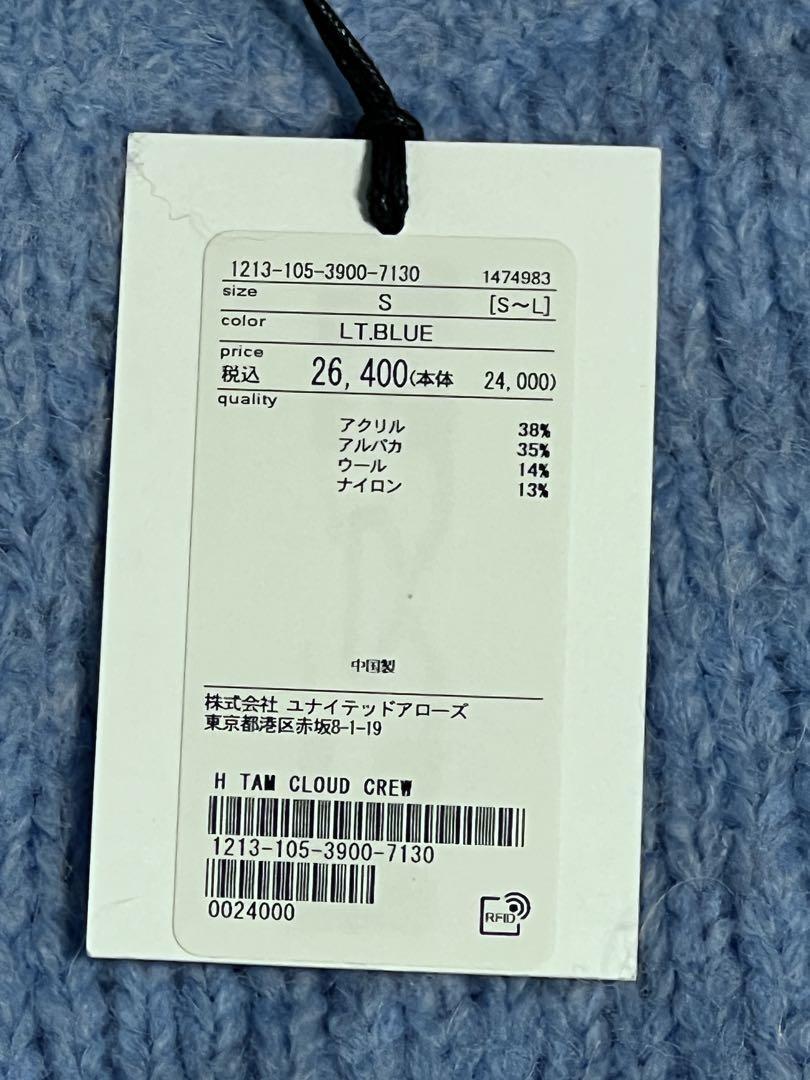 1213-105-3900-7130 1474983
size S [S〜L]
color LT.BLUE
price
税込 26,400(本体 24,000)
quality
アクリル 38%
アルパカ 35%
ウール 14%
ナイロン 13%
中国製
株式会社 ユナイテッドアローズ
東京都港区赤坂8-1-19
H TAM CLOUD CREW
1213-105-3900-7130
0024000
RFID